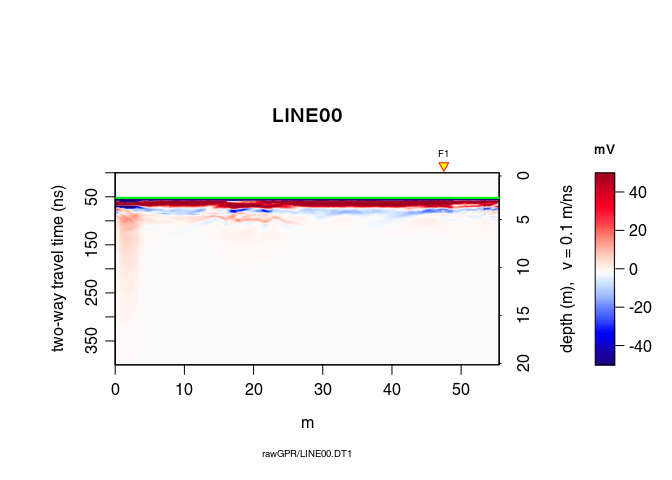 LINE00
F1
mV
two-way travel time (ns)
50
150
250
350
0
5
10
15
20
depth (m),   v = 0.1 m/ns
40
20
0
-20
-40
0
10
20
30
40
50
m
rawGPR/LINE00.DT1